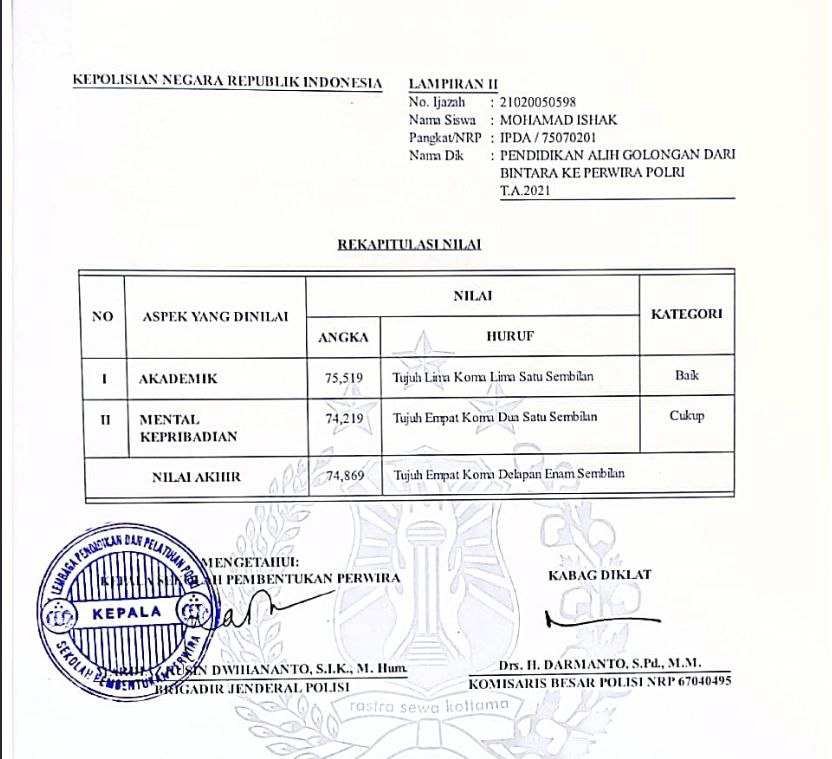 KEPOLISIAN NEGARA REPUBLIK INDONESIA
LAMPIRAN II
No. Ijazah : 21020050598
Nama Siswa : MOHAMAD ISHAK
Pangkat/NRP : IPDA / 75070201
Nama Dik : PENDIDIKAN ALIH GOLONGAN DARI
BINTARA KE PERWIRA POLRI
T.A.2021
REKAPITULASI NILAI
NO ASPEK YANG DINILAI NILAI KATEGORI
ANGKA HURUF
I AKADEMIK 75,519 Tujuh Lima Koma Lima Satu Sembilan Baik
II MENTAL KEPRIBADIAN 74,219 Tujuh Empat Koma Dua Satu Sembilan Cukup
NILAI AKHIR 74,869 Tujuh Empat Koma Delapan Enam Sembilan
MENGETAHUI:
PEMBENTUKAN PERWIRA
KABAG DIKLAT
LEMBAGA PENDIDIKAN DAN PELATIHAN POLRI
KEPALA
SEKOLAH PEMBENTUKAN PERWIRA
DWIHANANTO, S.I.K., M. Hum.
BRIGADIR JENDERAL POLISI
Drs. H. DARMANTO, S.Pd., M.M.
KOMISARIS BESAR POLISI NRP 67040495
rastra sewa kottama